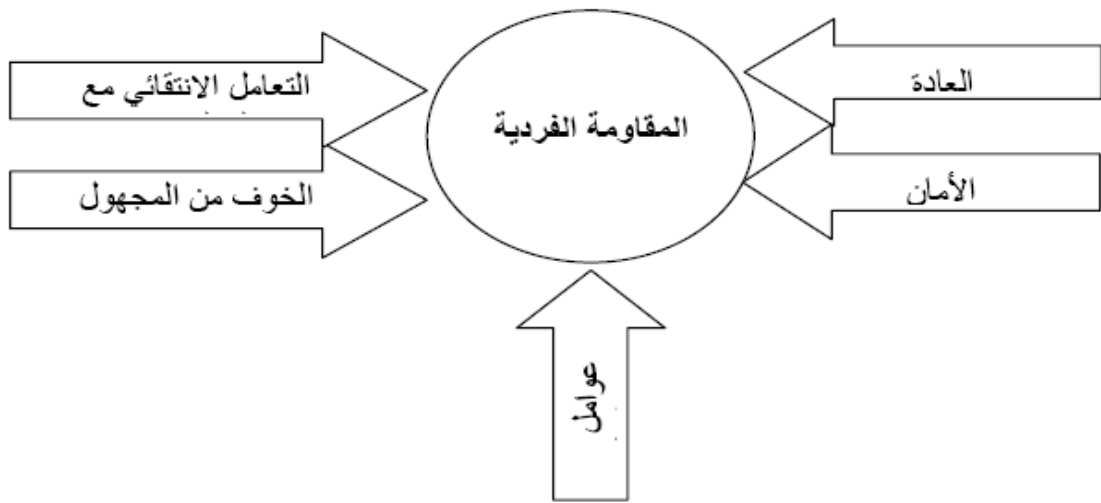 العادة
التعامل الانتقائي مع
المقاومة الفردية
الأمان
الخوف من المجهول
عوامل